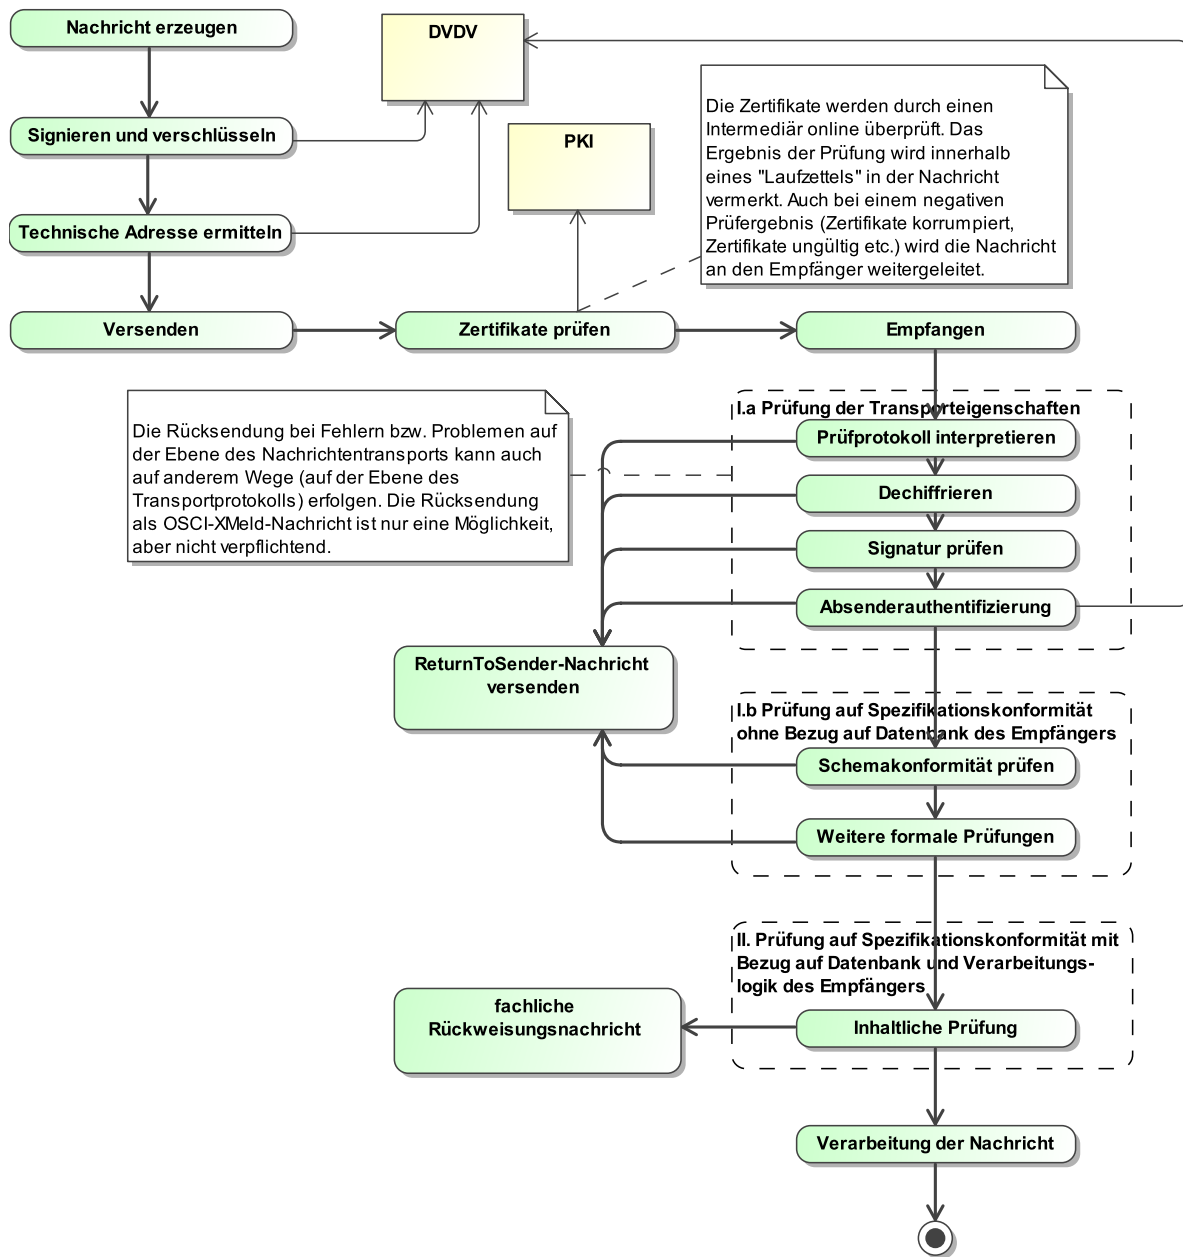 Nachricht erzeugen
DVDV
Die Zertifikate werden durch einen
Intermediär online überprüft. Das
Ergebnis der Prüfung wird innerhalb
eines "Laufzettels" in der Nachricht
vermerkt. Auch bei einem negativen
Prüfergebnis (Zertifikate korrumpiert,
Zertifikate ungültig etc.) wird die Nachricht
an den Empfänger weitergeleitet.
Signieren und verschlüsseln
PKI
Technische Adresse ermitteln
Versenden
Zertifikate prüfen
Empfangen
Die Rücksendung bei Fehlern bzw. Problemen auf
der Ebene des Nachrichtentransports kann auch
auf anderem Wege (auf der Ebene des
Transportprotokolls) erfolgen. Die Rücksendung
als OSCI-XMeld-Nachricht ist nur eine Möglichkeit,
aber nicht verpflichtend.
I.a Prüfung der Transporteigenschaften
Prüfprotokoll interpretieren
Dechiffrieren
Signatur prüfen
Absenderauthentifizierung
ReturnToSender-Nachricht
versenden
I.b Prüfung auf Spezifikationskonformität
ohne Bezug auf Datenbank des Empfängers
Schemakonformität prüfen
Weitere formale Prüfungen
II. Prüfung auf Spezifikationskonformität mit
Bezug auf Datenbank und Verarbeitungs-
logik des Empfängers
fachliche
Rückweisungsnachricht
Inhaltliche Prüfung
Verarbeitung der Nachricht